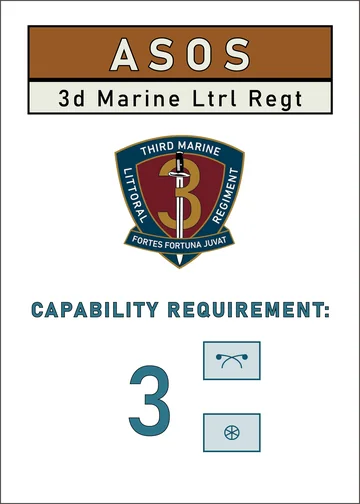 ASOS
3d Marine Ltrl Regt
THIRD MARINE
LITTORAL
REGIMENT
3
FORTES FORTUNA JUVAT
CAPABILITY REQUIREMENT:
3